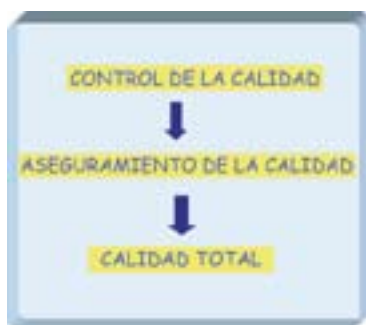 CONTROL DE LA CALIDAD
ASEGURAMIENTO DE LA CALIDAD
CALIDAD TOTAL